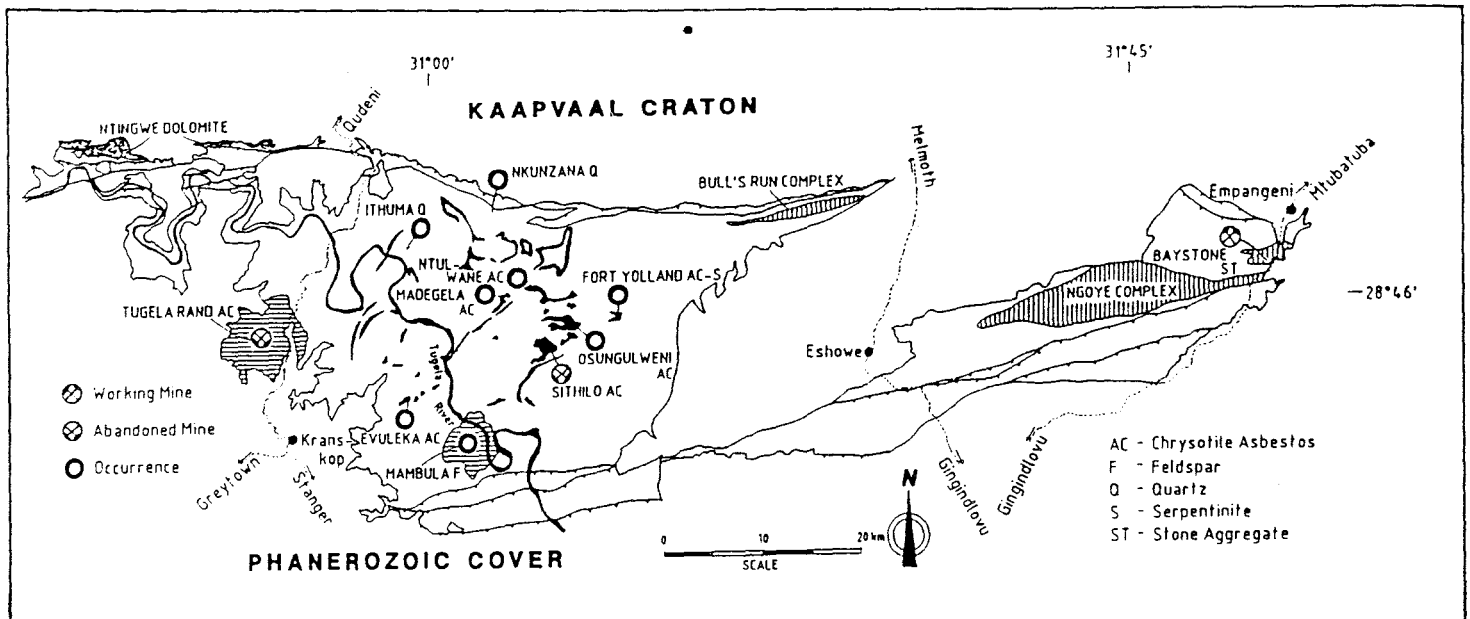 31°00'
31°45'
KAAPVAAL CRATON
Qudeni
NTINGWE DOLOMITE
Melmoth
NKUNZANA Q
BULL'S RUN COMPLEX
Empangeni
Mtubatuba
ITHUMA Q
NTUL-
WANE AC
FORT YOLLAND AC-S
BAYSTONE
ST
MADEGELA
AC
NGOYE COMPLEX
28°46'
TUGELA RAND AC
Tugela
River
OSUNGULWENI
AC
Eshowe
SITHILO AC
Working Mine
Abandoned Mine
Occurrence
Krans-
kop
EVULEKA AC
MAMBULA F
Greytown
Stanger
Gingindlovu
Gingindlovu
AC - Chrysotile Asbestos
F - Feldspar
Q - Quartz
S - Serpentinite
ST - Stone Aggregate
N
0 10 20 km
SCALE
PHANEROZOIC COVER